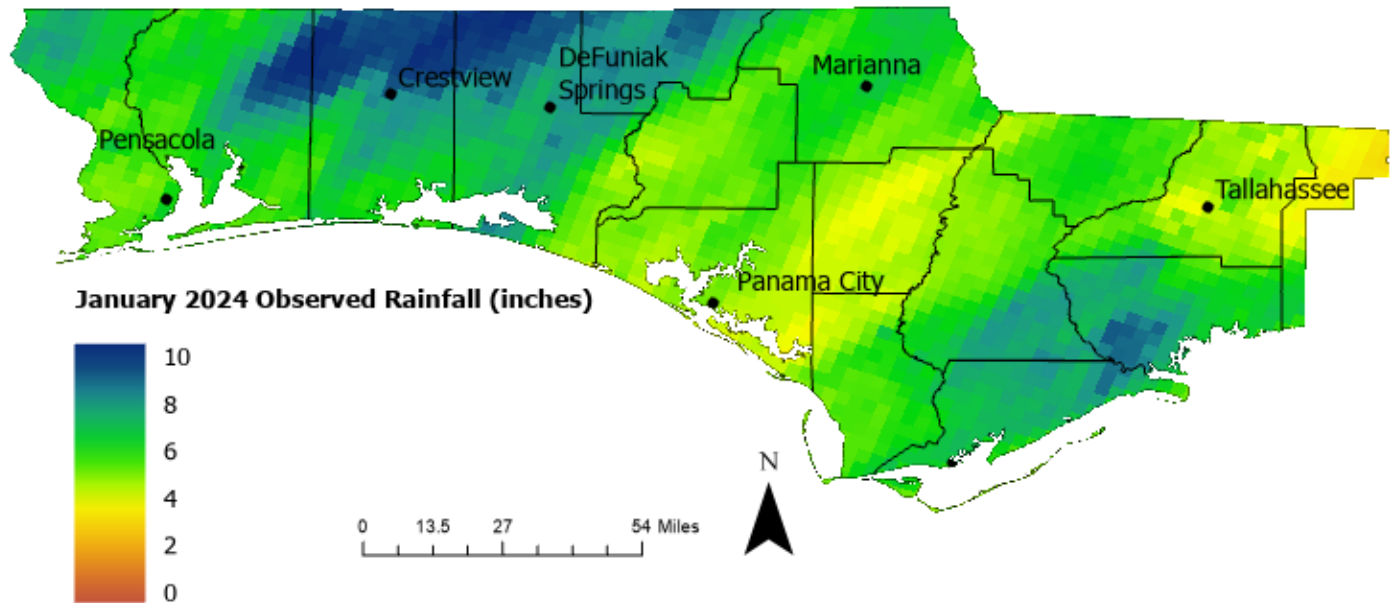 DeFuniak
Springs
Crestview
Marianna
Pensacola
Tallahassee
Panama City
January 2024 Observed Rainfall (inches)
10
8
6
4
2
0
N
0 13.5 27 54 Miles